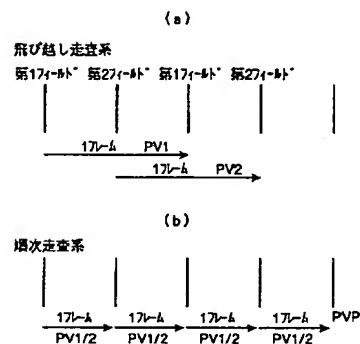 (a)
飛び越し走査系
第1フィールド 第2フィールド 第1フィールド 第2フィールド
1フレーム PV1
1フレーム PV2
(b)
順次走査系
1フレーム 1フレーム 1フレーム 1フレーム PVP
PV1/2 PV1/2 PV1/2 PV1/2